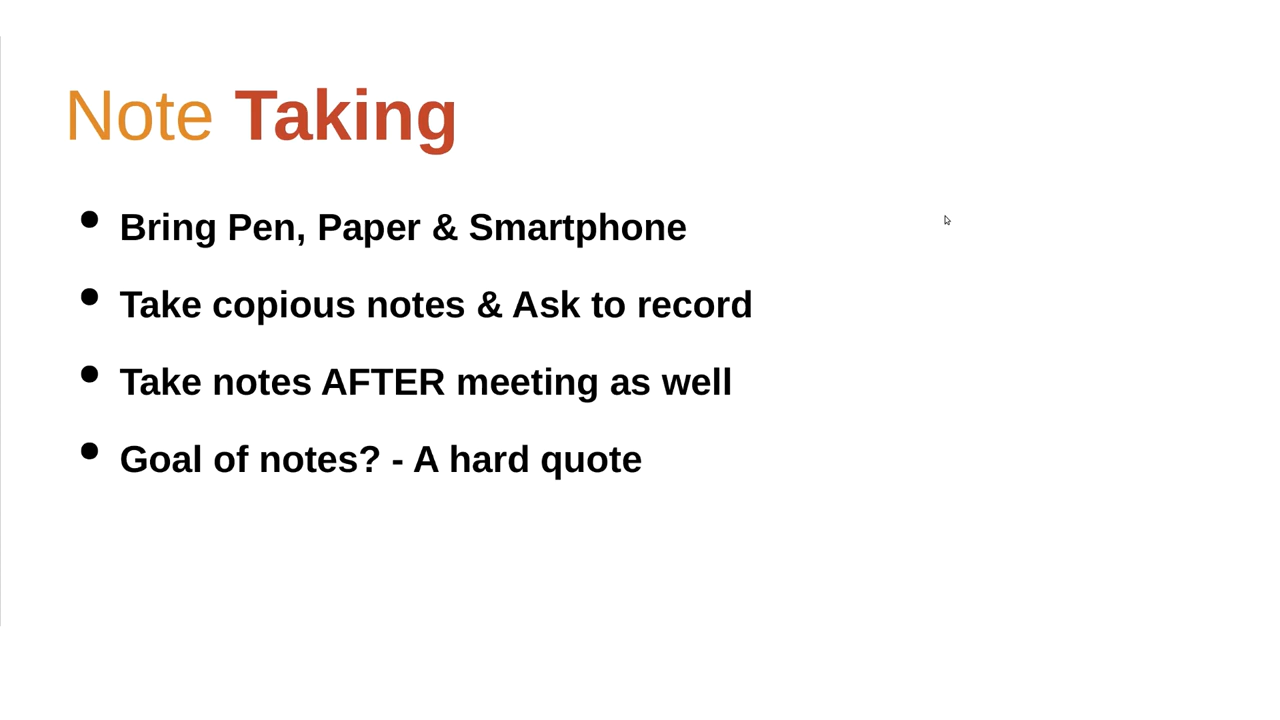 Note Taking
• Bring Pen, Paper & Smartphone
• Take copious notes & Ask to record
• Take notes AFTER meeting as well
• Goal of notes? - A hard quote